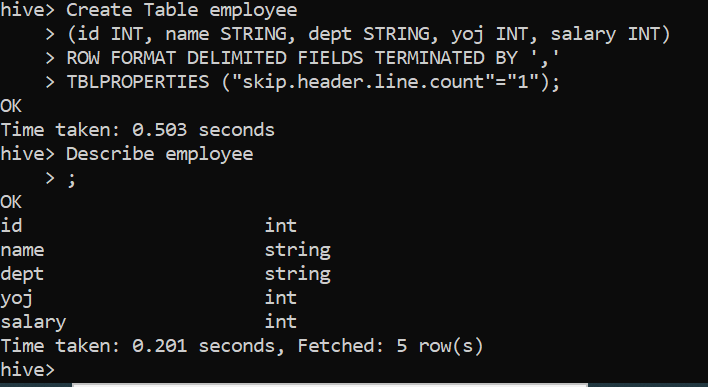 hive> Create Table employee
    > (id INT, name STRING, dept STRING, yoj INT, salary INT)
    > ROW FORMAT DELIMITED FIELDS TERMINATED BY ','
    > TBLPROPERTIES ("skip.header.line.count"="1");
OK
Time taken: 0.503 seconds
hive> Describe employee
    > ;
OK
id                      int
name                    string
dept                    string
yoj                     int
salary                  int
Time taken: 0.201 seconds, Fetched: 5 row(s)
hive>